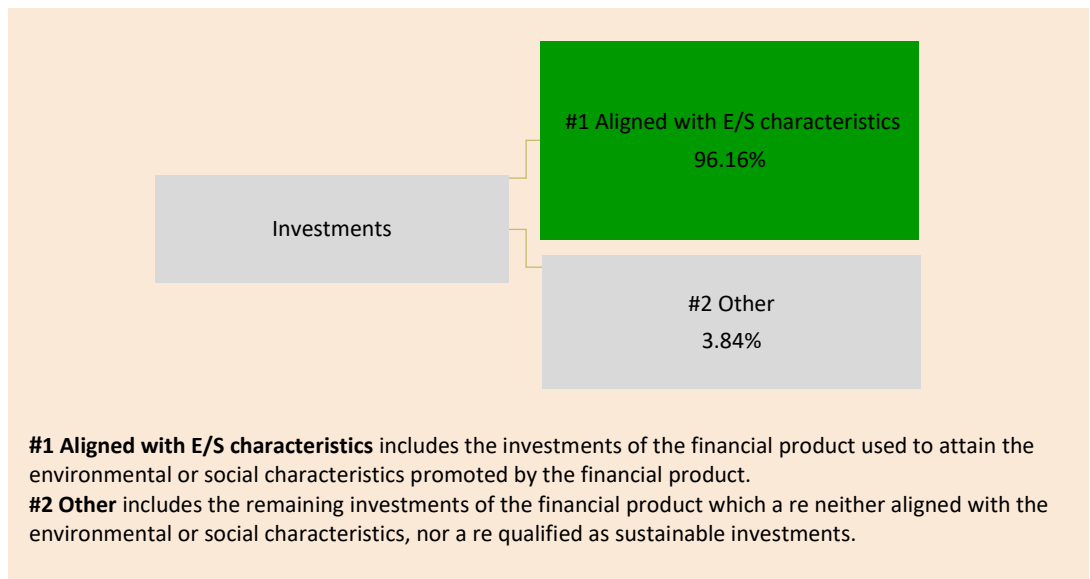 #1 Aligned with E/S characteristics
96.16%
Investments
#2 Other
3.84%
#1 Aligned with E/S characteristics includes the investments of the financial product used to attain the
environmental or social characteristics promoted by the financial product.
#2 Other includes the remaining investments of the financial product which a re neither aligned with the
environmental or social characteristics, nor a re qualified as sustainable investments.